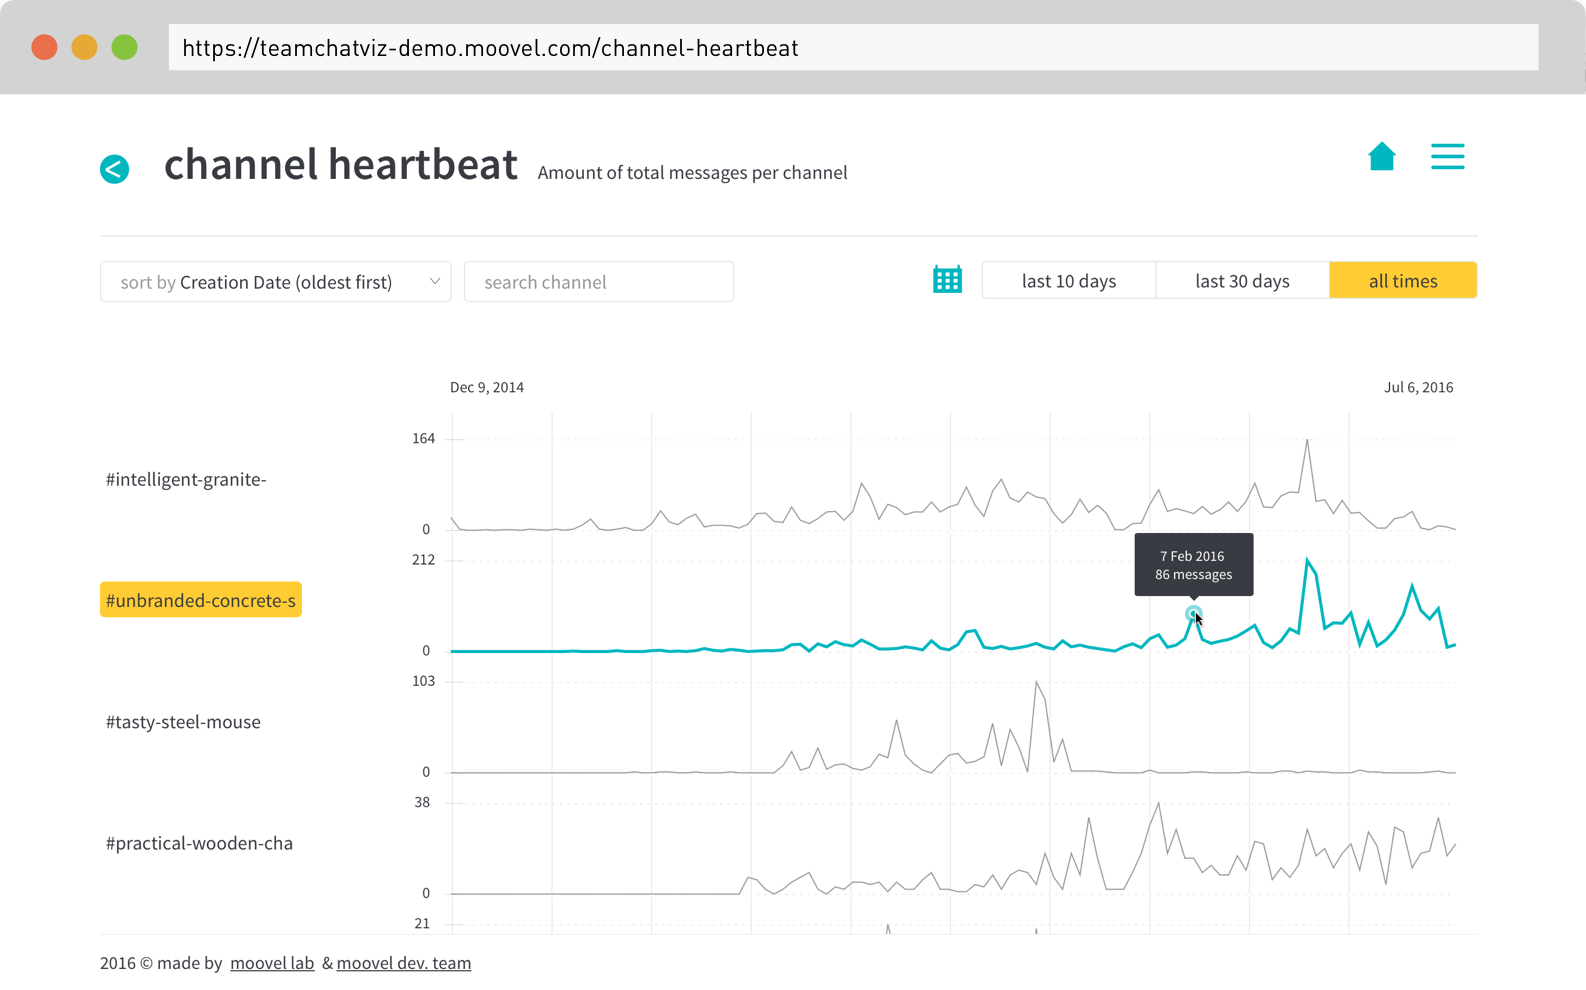 https://teamchatviz-demo.moovel.com/channel-heartbeat
channel heartbeat Amount of total messages per channel
sort by Creation Date (oldest first) search channel last 10 days last 30 days all times
Dec 9, 2014 Jul 6, 2016
164
#intelligent-granite-
0
7 Feb 2016
86 messages
212
#unbranded-concrete-s
0
103
#tasty-steel-mouse
0
38
#practical-wooden-cha
0
21
2016 © made by moovel lab & moovel dev. team